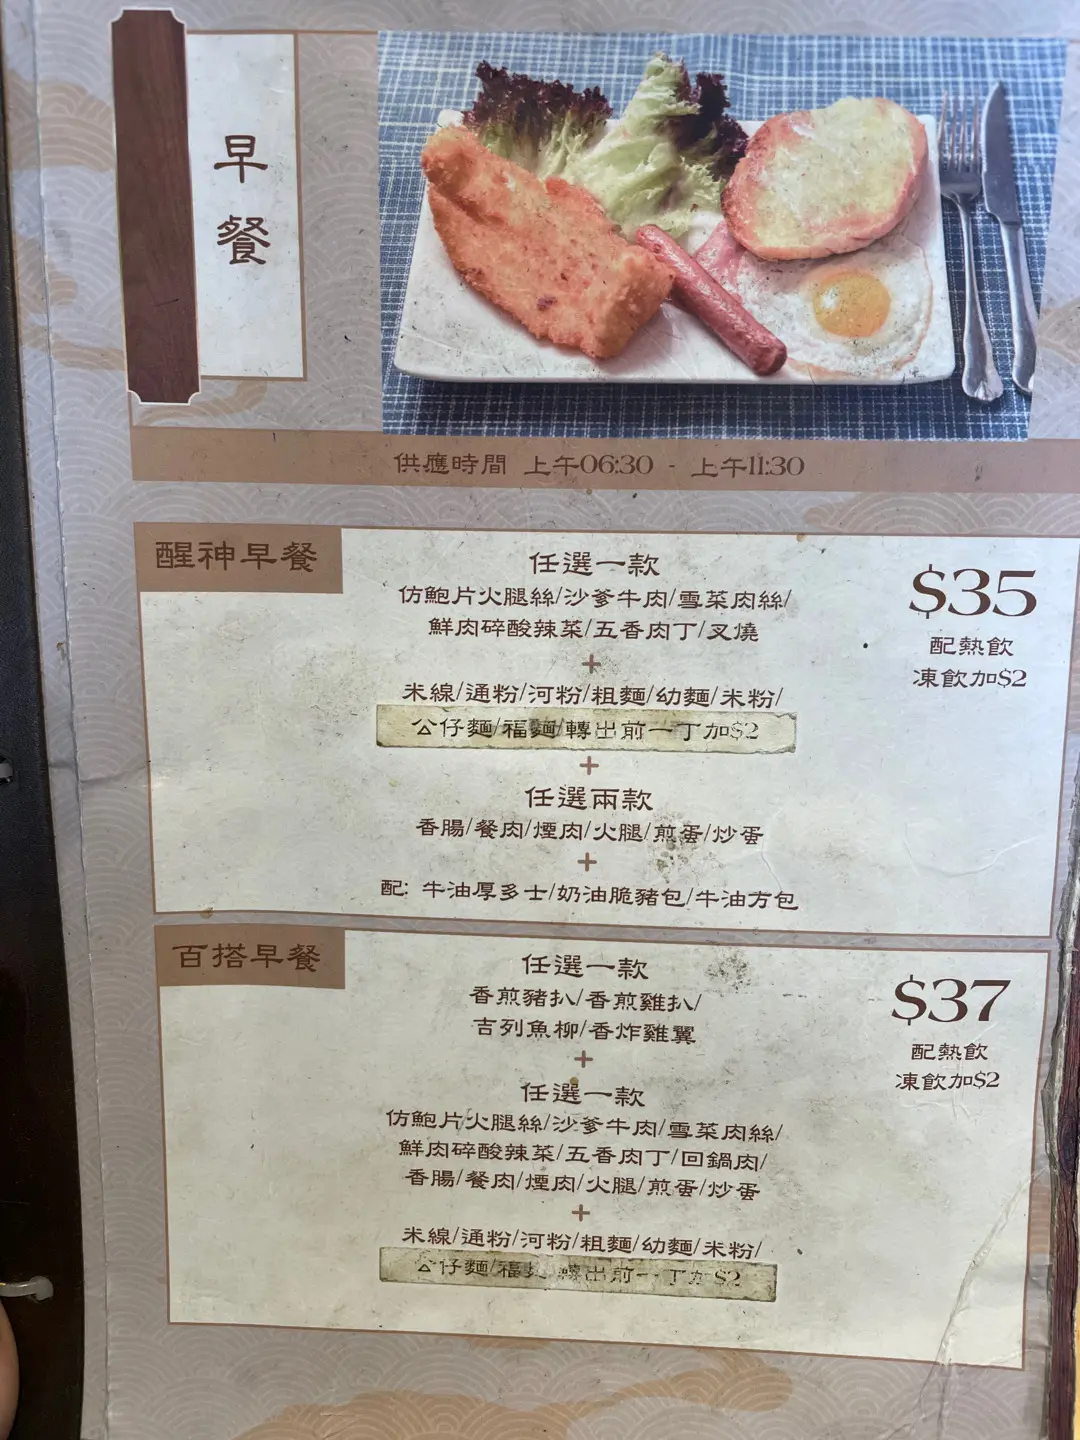 早餐
供應時間 上午06:30 - 上午11:30
醒神早餐
任選一款
仿鮑片火腿絲/沙爹牛肉/雪菜肉絲/
鮮肉碎酸辣菜/五香肉丁/叉燒
+
米線/通粉/河粉/粗麵/幼麵/米粉/
公仔麵/福麵/轉出前一丁加$2
+
任選兩款
香腸/餐肉/煙肉/火腿/煎蛋/炒蛋
+
配: 牛油厚多士/奶油脆豬包/牛油方包
$35
配熱飲
凍飲加$2
百搭早餐
任選一款
香煎豬扒/香煎雞扒/
吉列魚柳/香炸雞翼
+
任選一款
仿鮑片火腿絲/沙爹牛肉/雪菜肉絲/
鮮肉碎酸辣菜/五香肉丁/回鍋肉/
香腸/餐肉/煙肉/火腿/煎蛋/炒蛋
+
米線/通粉/河粉/粗麵/幼麵/米粉/
公仔麵/福麵/轉出前一丁加$2
$37
配熱飲
凍飲加$2